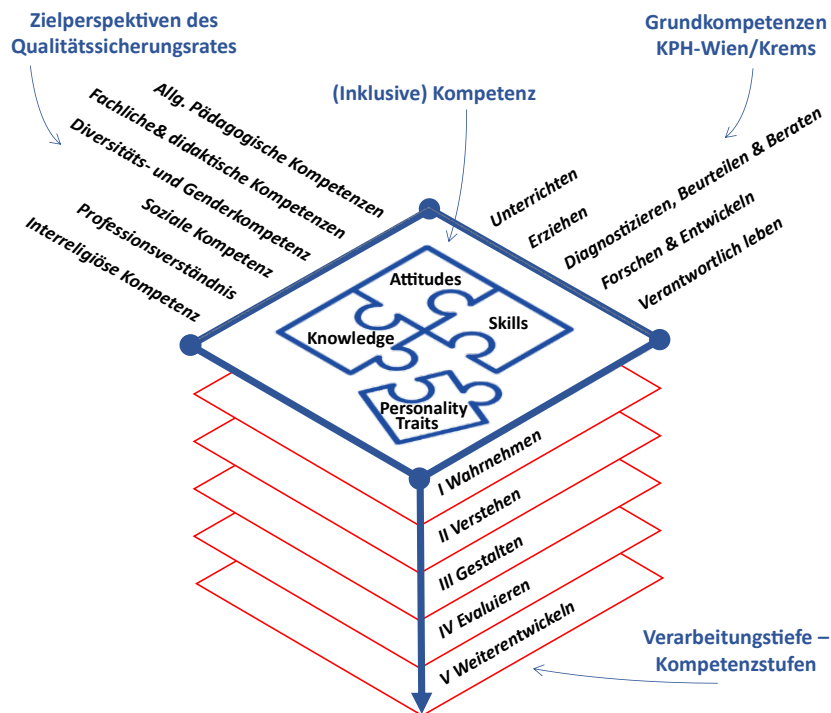 Zielperspektiven des
Qualitätssicherungsrates
Grundkompetenzen
KPH-Wien/Krems
(Inklusive) Kompetenz
Allg. Pädagogische Kompetenzen
Fachliche& didaktische Kompetenzen
Diversitäts- und Genderkompetenz
Soziale Kompetenz
Professionsverständnis
Interreligiöse Kompetenz
Unterrichten
Erziehen
Diagnostizieren, Beurteilen & Beraten
Forschen & Entwickeln
Verantwortlich leben
Attitudes
Knowledge
Skills
Personality
Traits
I Wahrnehmen
II Verstehen
III Gestalten
IV Evaluieren
V Weiterentwickeln
Verarbeitungstiefe –
Kompetenzstufen